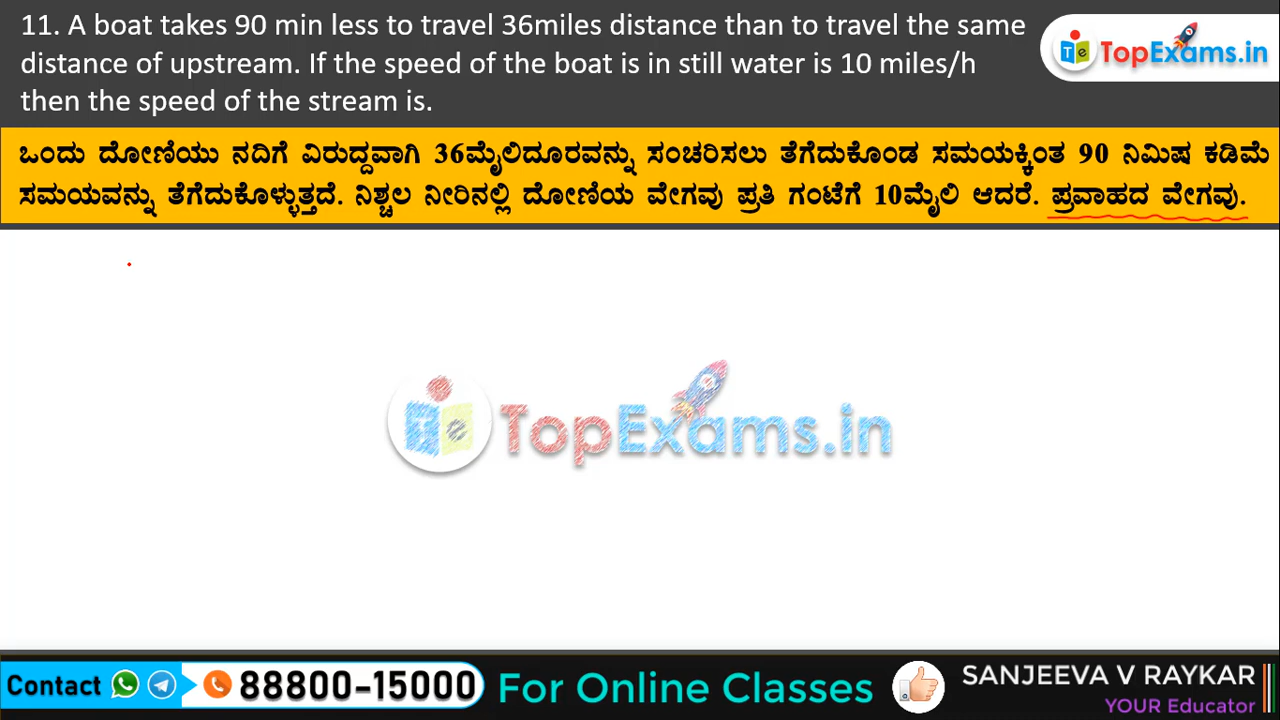 11. A boat takes 90 min less to travel 36miles distance than to travel the same
distance of upstream. If the speed of the boat is in still water is 10 miles/h
then the speed of the stream is.
Te TopExams.in
ಒಂದು ದೋಣಿಯು ನದಿಗೆ ವಿರುದ್ದವಾಗಿ 36ಮೈಲಿದೂರವನ್ನು ಸಂಚರಿಸಲು ತೆಗೆದುಕೊಂಡ ಸಮಯಕ್ಕಿಂತ 90 ನಿಮಿಷ ಕಡಿಮೆ
ಸಮಯವನ್ನು ತೆಗೆದುಕೊಳ್ಳುತ್ತದೆ. ನಿಶ್ಚಲ ನೀರಿನಲ್ಲಿ ದೋಣಿಯ ವೇಗವು ಪ್ರತಿ ಗಂಟೆಗೆ 10ಮೈಲಿ ಆದರೆ. ಪ್ರವಾಹದ ವೇಗವು.
Te TopExams.in
Contact 88800-15000 For Online Classes
SANJEEVA V RAYKAR
YOUR Educator